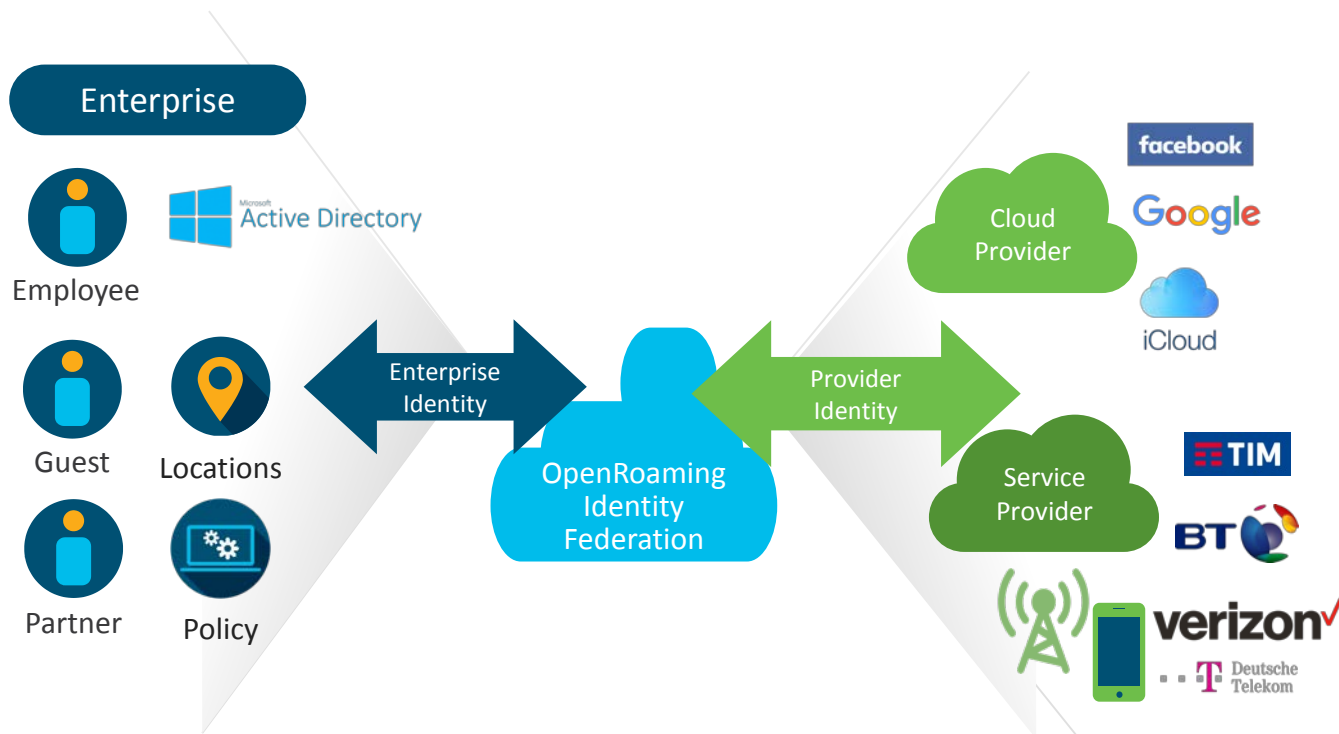 Enterprise
Microsoft
Active Directory
Employee
Guest
Locations
Partner
Policy
Enterprise
Identity
OpenRoaming
Identity
Federation
Provider
Identity
Cloud
Provider
facebook
Google
iCloud
Service
Provider
TIM
BT
verizon
T
Deutsche
Telekom